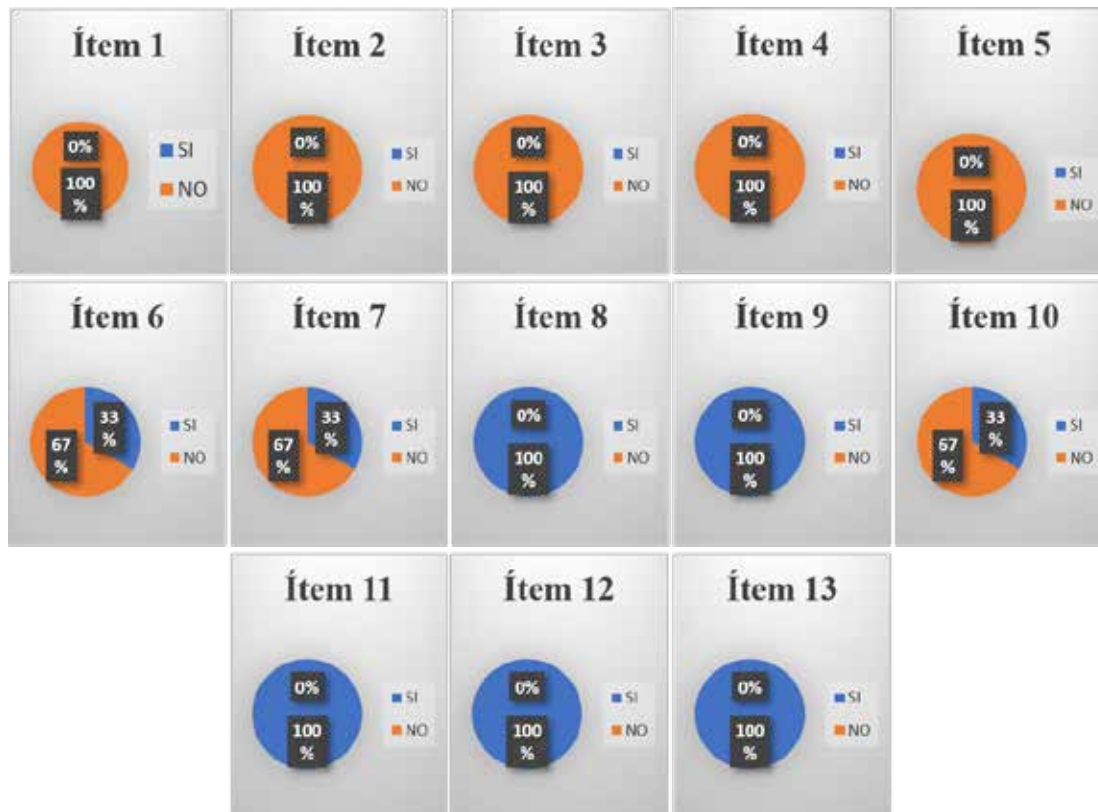 Ítem 1
0%
100
%
SI
NO
Ítem 2
0%
100
%
SI
NO
Ítem 3
0%
100
%
SI
NO
Ítem 4
0%
100
%
SI
NO
Ítem 5
0%
100
%
SI
NO
Ítem 6
33
%
67
%
SI
NO
Ítem 7
33
%
67
%
SI
NO
Ítem 8
0%
100
%
SI
NO
Ítem 9
0%
100
%
SI
NO
Ítem 10
33
%
67
%
SI
NO
Ítem 11
0%
100
%
SI
NO
Ítem 12
0%
100
%
SI
NO
Ítem 13
0%
100
%
SI
NO